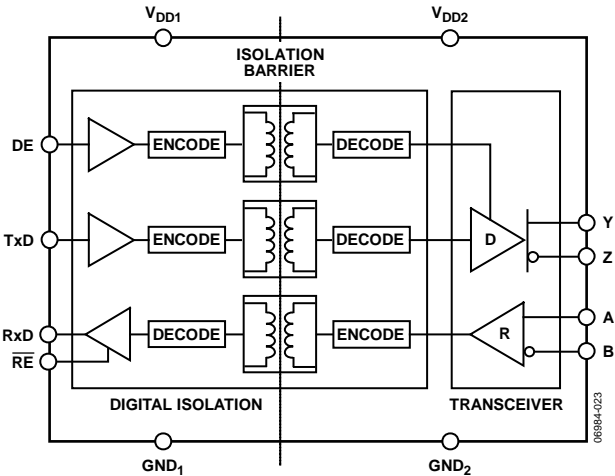 VDD1
VDD2
ISOLATION
BARRIER
DE
ENCODE
DECODE
TxD
ENCODE
DECODE
D
Y
Z
RxD
DECODE
ENCODE
R
A
B
RE
DIGITAL ISOLATION
TRANSCEIVER
GND1
GND2
06984-023